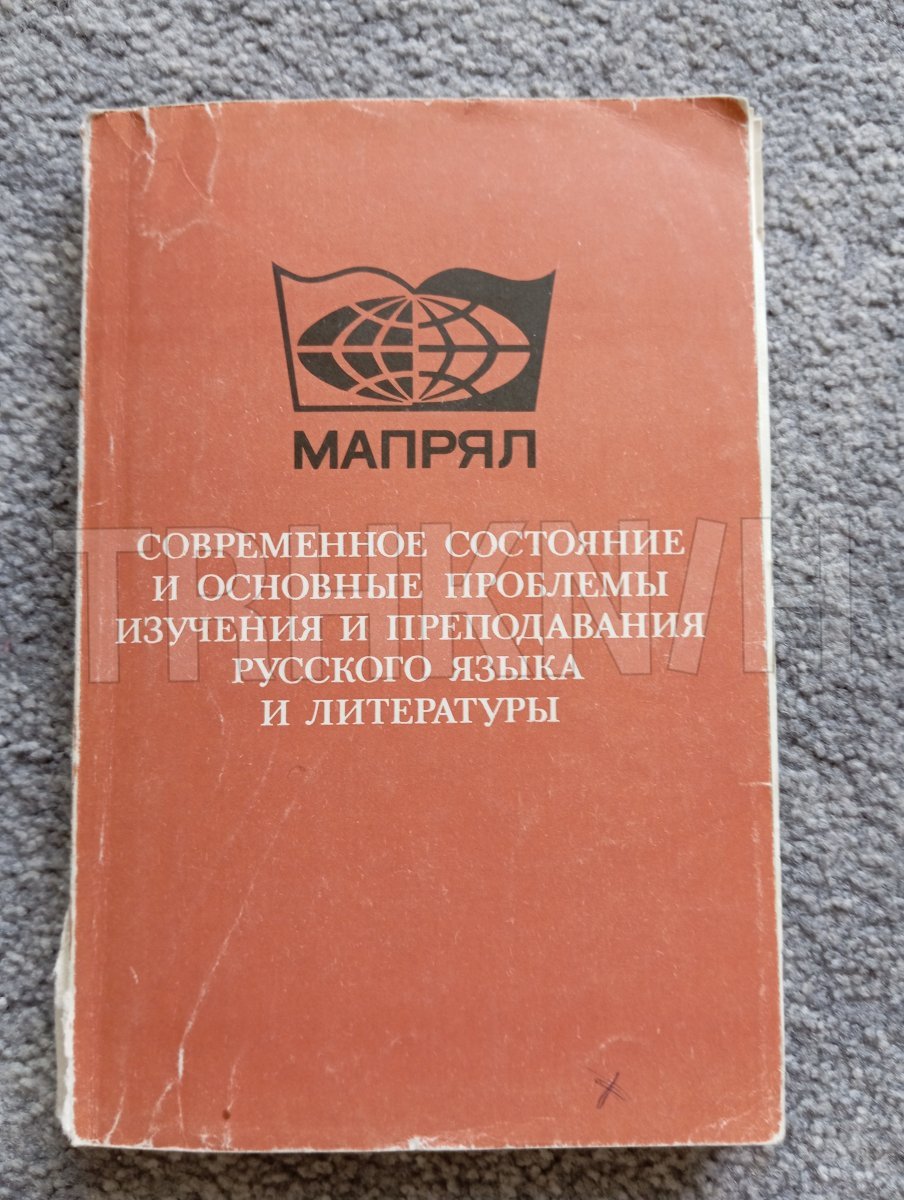 МАПРЯЛ
СОВРЕМЕННОЕ СОСТОЯНИЕ
И ОСНОВНЫЕ ПРОБЛЕМЫ
ИЗУЧЕНИЯ И ПРЕПОДАВАНИЯ
РУССКОГО ЯЗЫКА
И ЛИТЕРАТУРЫ